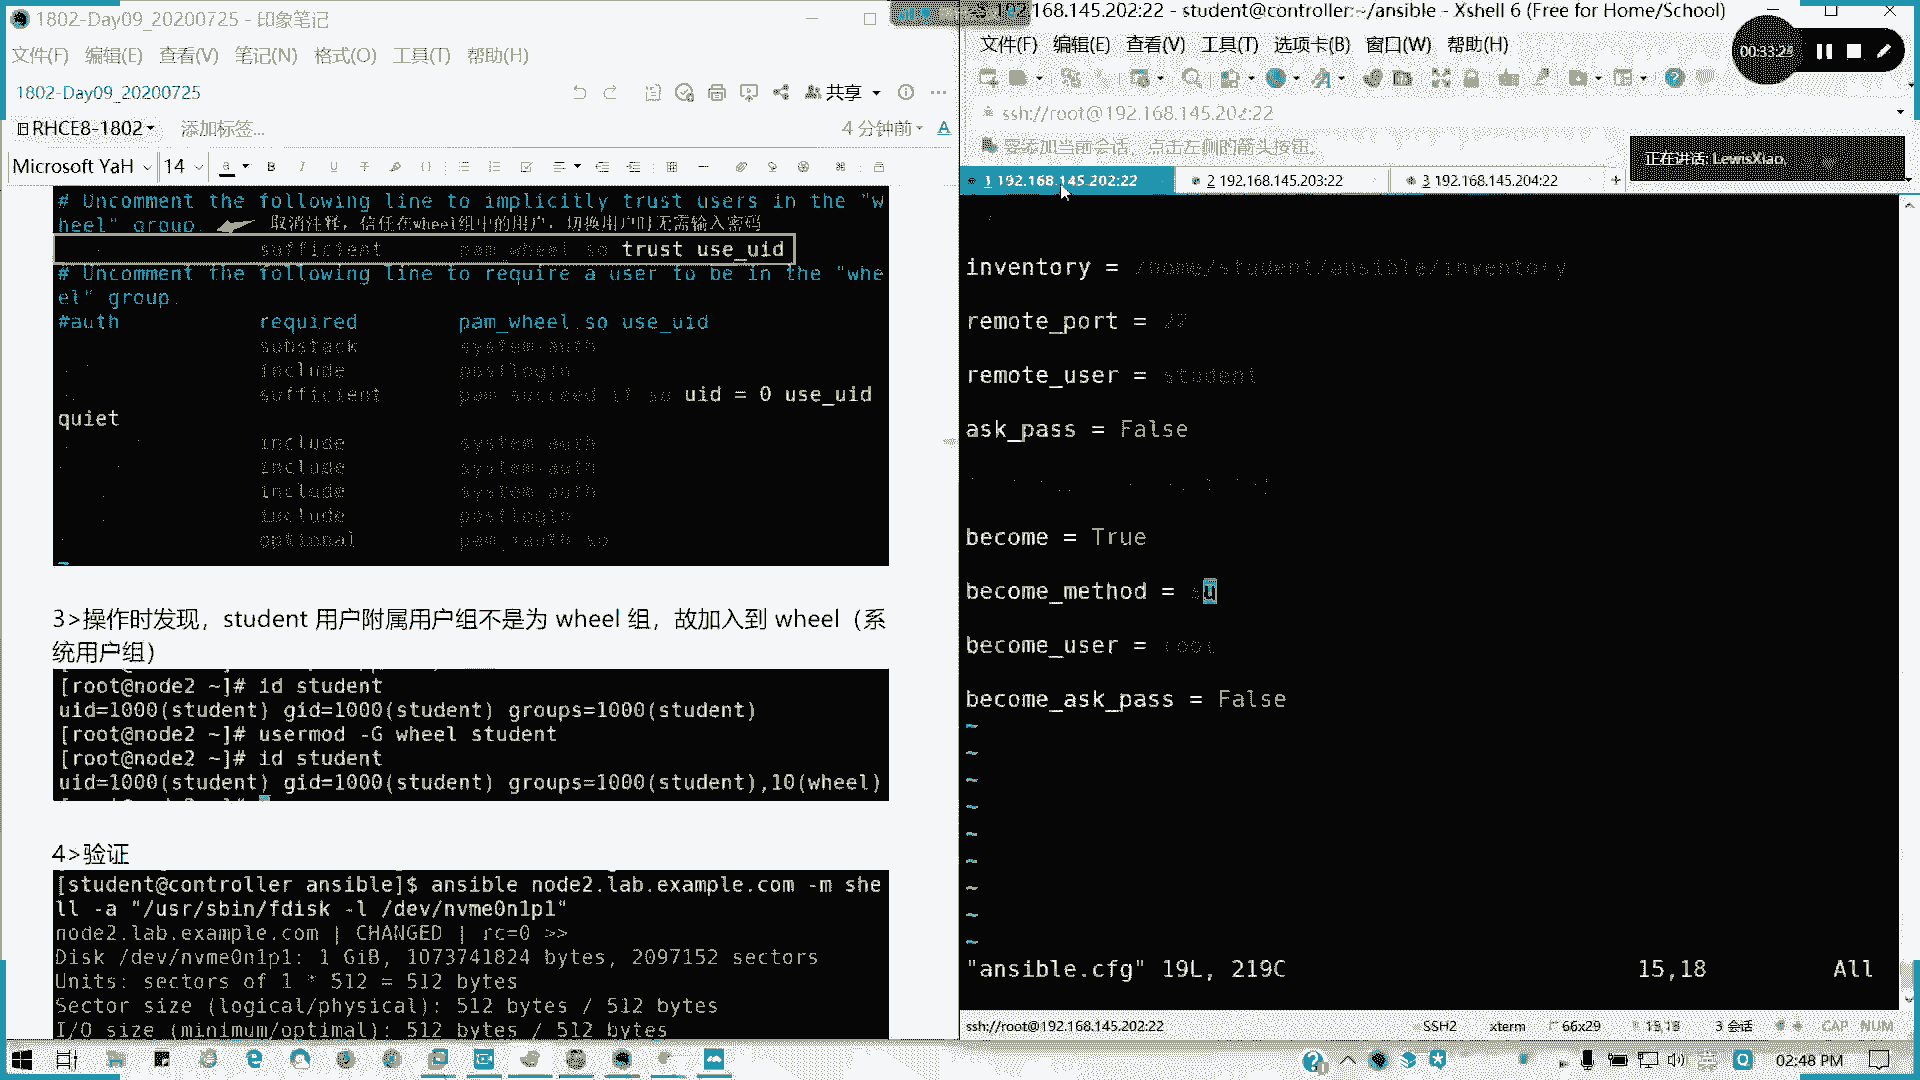 1802-Day09_20200725 - 印象笔记
文件(F) 编辑(E) 查看(V) 笔记(N) 格式(O) 工具(T) 帮助(H)
1802-Day09_20200725
共享
RHCE8-1802
添加标签...
4 分钟前
Microsoft YaH
14
# Uncomment the following line to implicitly trust users in the "w
heel" group.
取消注释，信任在wheel组中的用户，切换用户时无需输入密码
sufficient pam_wheel.so trust use_uid
# Uncomment the following line to require a user to be in the "whe
el" group.
#auth required pam_wheel.so use_uid
substack system-auth
include postlogin
sufficient pam_succeed_if.so uid = 0 use_uid
quiet
include system-auth
include system-auth
include system-auth
include postlogin
optional pam_xauth.so
3>操作时发现，student 用户附属用户组不是为 wheel 组，故加入到 wheel（系
统用户组）
[root@node2 ~]# id student
uid=1000(student) gid=1000(student) groups=1000(student)
[root@node2 ~]# usermod -G wheel student
[root@node2 ~]# id student
uid=1000(student) gid=1000(student) groups=1000(student),10(wheel)
4>验证
[student@controller ansible]$ ansible node2.lab.example.com -m she
ll -a "/usr/sbin/fdisk -l /dev/nvme0n1p1"
node2.lab.example.com | CHANGED | rc=0 >>
Disk /dev/nvme0n1p1: 1 GiB, 1073741824 bytes, 2097152 sectors
Units: sectors of 1 * 512 = 512 bytes
Sector size (logical/physical): 512 bytes / 512 bytes
I/O size (minimum/optimal): 512 bytes / 512 bytes
192.168.145.202:22 - student@controller:~/ansible - Xshell 6 (Free for Home/School)
文件(F) 编辑(E) 查看(V) 工具(T) 选项卡(B) 窗口(W) 帮助(H)
ssh://root@192.168.145.202:22
要添加当前会话，点击左侧的箭头按钮。
正在讲话: LewisXiao,
1 192.168.145.202:22
2 192.168.145.203:22
3 192.168.145.204:22
inventory = /home/student/ansible/inventory
remote_port = 22
remote_user = student
ask_pass = False
become = True
become_method = su
become_user = root
become_ask_pass = False
"ansible.cfg" 19L, 219C
15,18
All
ssh://root@192.168.145.202:22
SSH2
xterm
66x29
15,18
3 会话
CAP NUM
02:48 PM